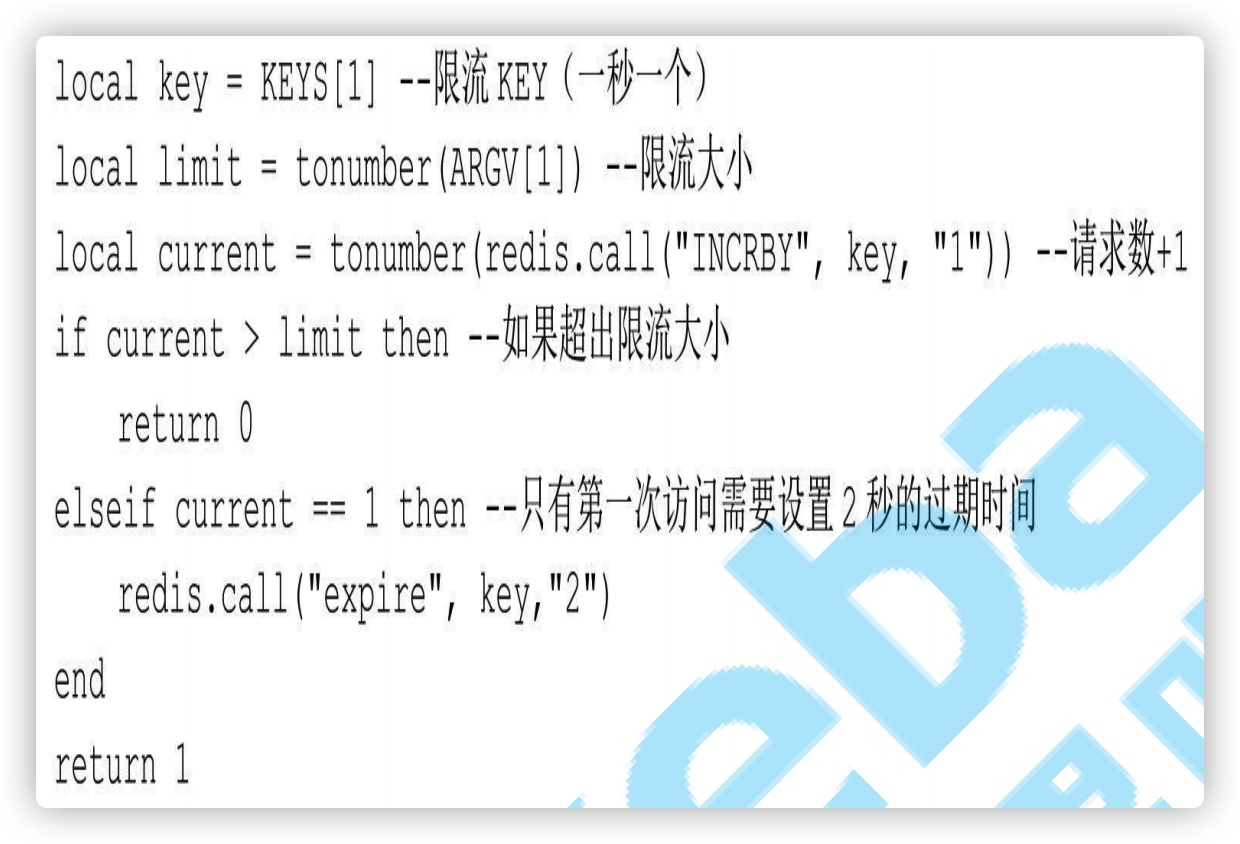 local key = KEYS[1] --限流 KEY（一秒一个）
local limit = tonumber(ARGV[1]) --限流大小
local current = tonumber(redis.call("INCRBY", key, "1")) --请求数+1
if current > limit then --如果超出限流大小
   return 0
elseif current == 1 then --只有第一次访问需要设置 2 秒的过期时间
   redis.call("expire", key,"2")
end
return 1